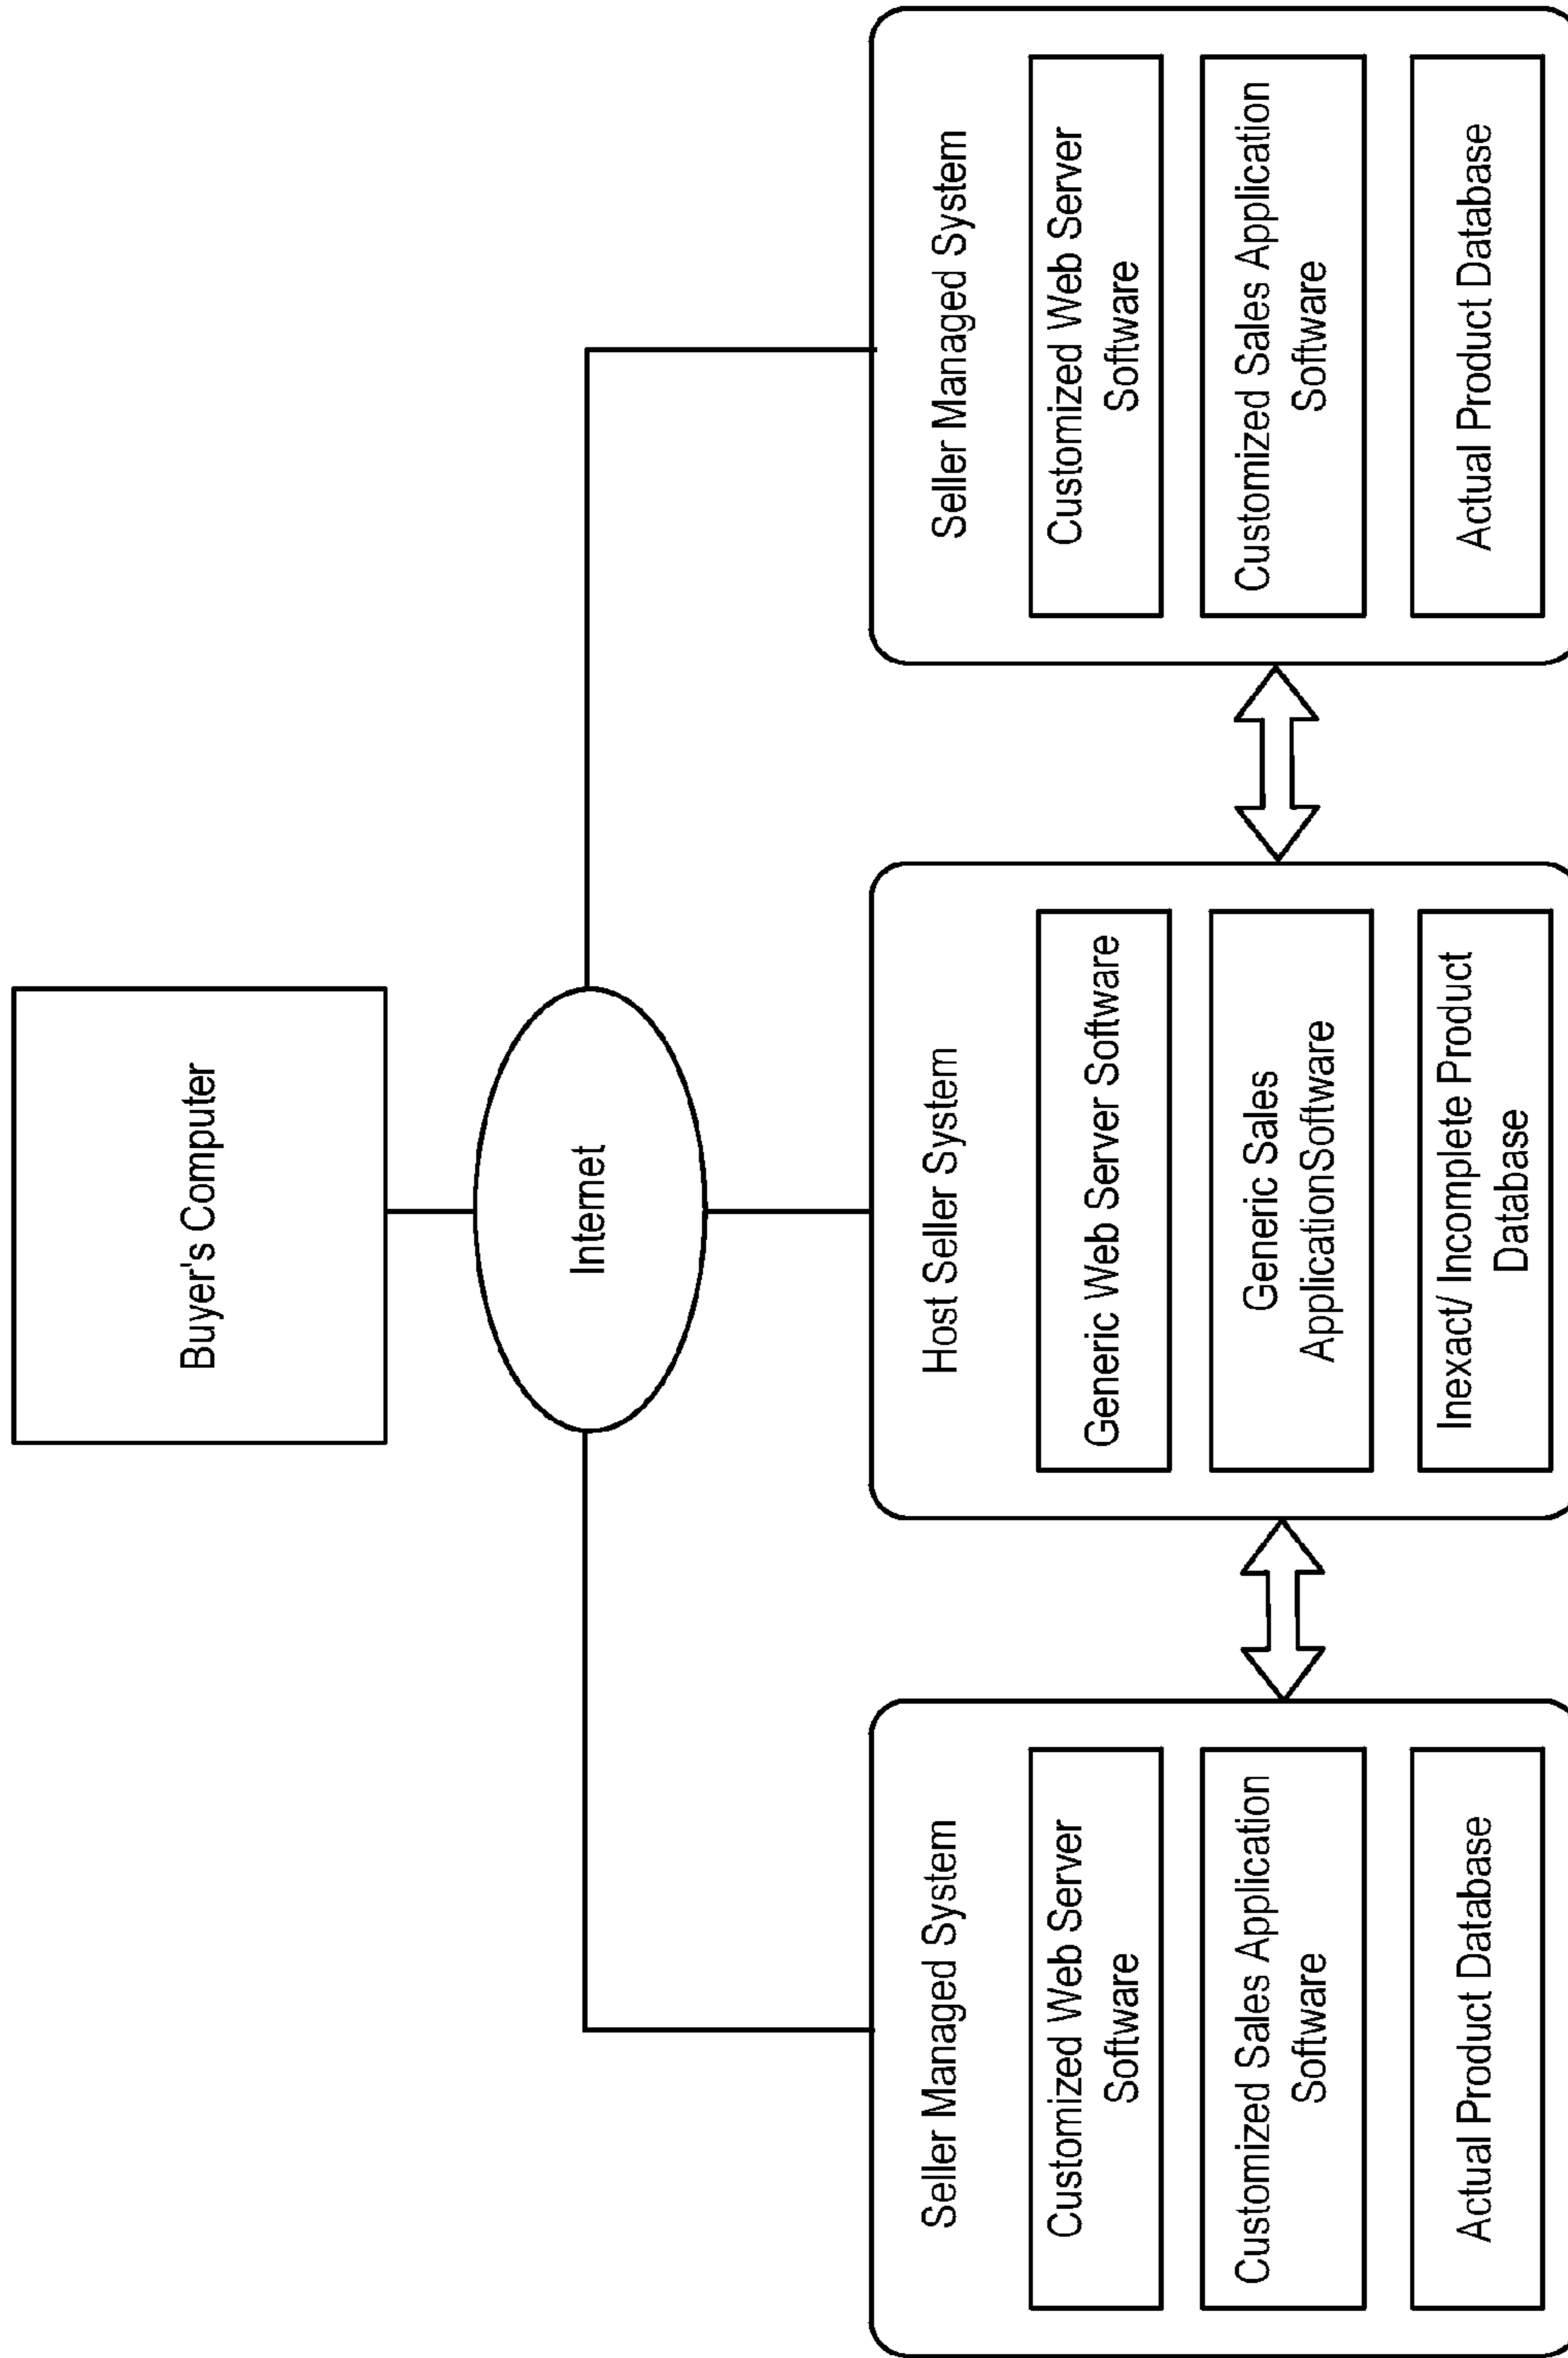 Buyer's Computer
Internet
Seller Managed System
Customized Web Server
Software
Customized Sales Application
Software
Actual Product Database
Host Seller System
Generic Web Server Software
Generic Sales
ApplicationSoftware
Inexact/ Incomplete Product
Database
Seller Managed System
Customized Web Server
Software
Customized Sales Application
Software
Actual Product Database